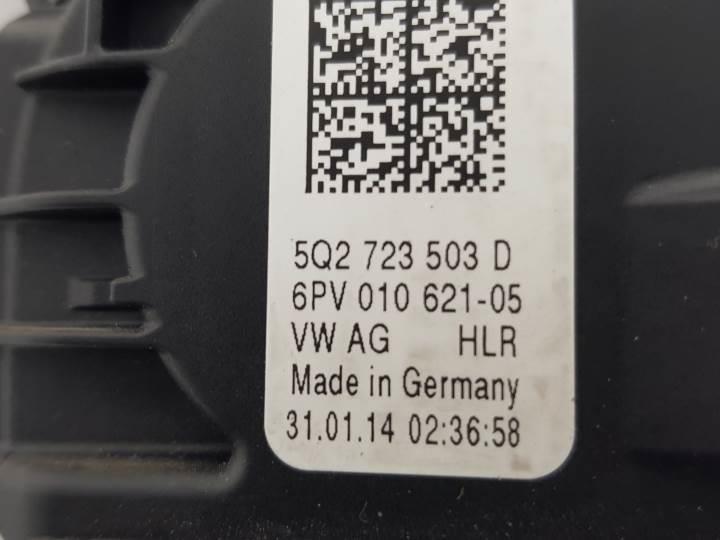 5Q2 723 503 D
6PV 010 621-05
VW AG HLR
Made in Germany
31.01.14 02:36:58